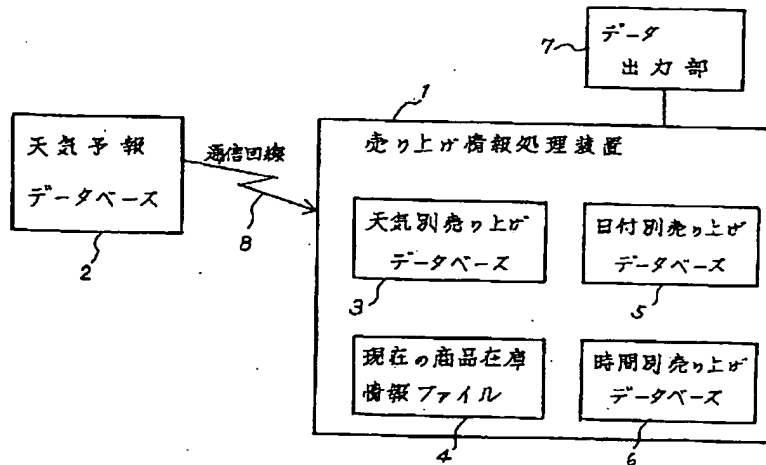 7
データ
出力部
1
売り上げ情報処理装置
天気予報
データベース
2
通信回線
8
天気別売り上げ
データベース
3
日付別売り上げ
データベース
5
現在の商品在庫
情報ファイル
4
時間別売り上げ
データベース
6